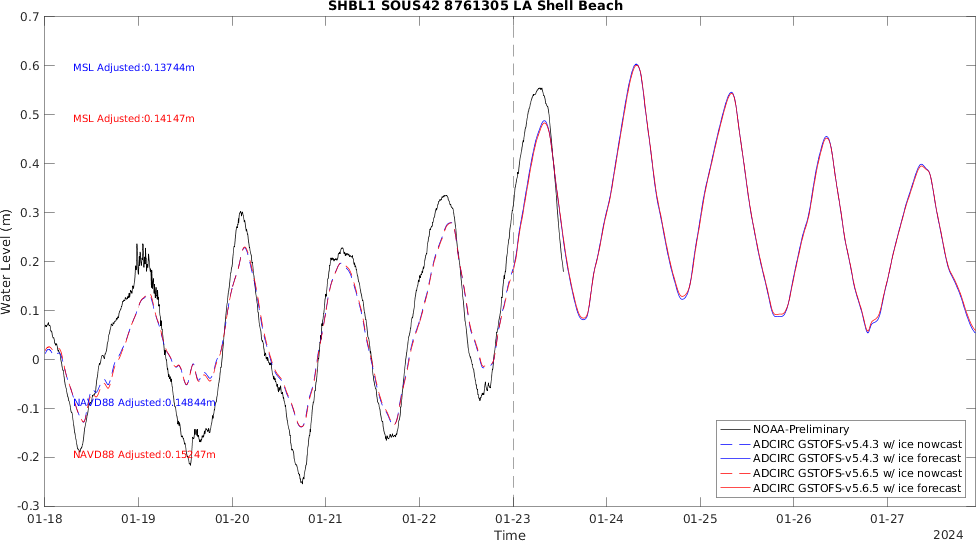 SHBL1 SOUS42 8761305 LA Shell Beach
0.7
0.6
0.5
0.4
0.3
0.2
0.1
0
-0.1
-0.2
-0.3
Water Level (m)
MSL Adjusted:0.13744m
MSL Adjusted:0.14147m
NAVD88 Adjusted:0.14844m
NAVD88 Adjusted:0.15247m
NOAA-Preliminary
ADCIRC GSTOFS-v5.4.3 w/ ice nowcast
ADCIRC GSTOFS-v5.4.3 w/ ice forecast
ADCIRC GSTOFS-v5.6.5 w/ ice nowcast
ADCIRC GSTOFS-v5.6.5 w/ ice forecast
01-18 01-19 01-20 01-21 01-22 01-23 01-24 01-25 01-26 01-27
Time
2024